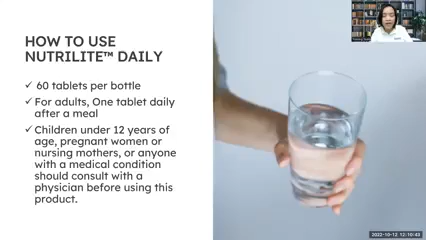 HOW TO USE
NUTRILITE™ DAILY
✓ 60 tablets per bottle
✓ For adults, One tablet daily
after a meal
✓ Children under 12 years of
age, pregnant women or
nursing mothers, or anyone
with a medical condition
should consult with a
physician before using this
product.
2022-10-12 12:10:43